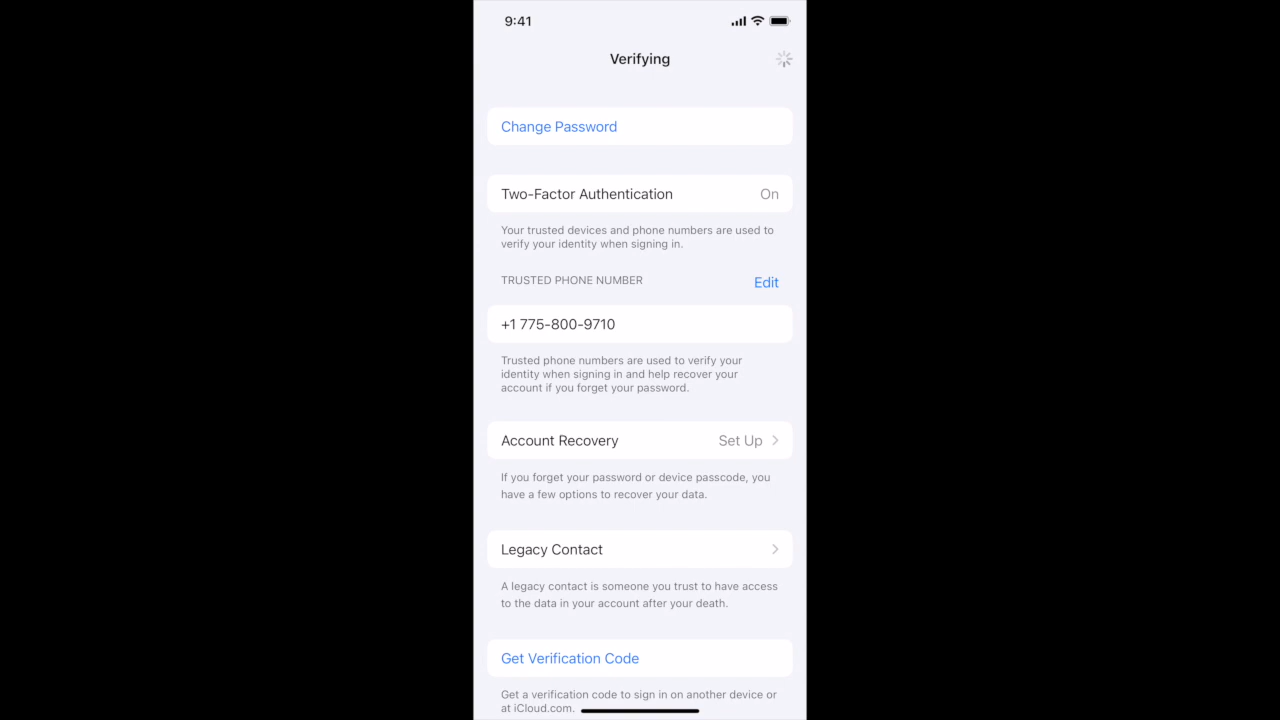 9:41
Verifying
Change Password
Two-Factor Authentication On
Your trusted devices and phone numbers are used to
verify your identity when signing in.
TRUSTED PHONE NUMBER Edit
+1 775-800-9710
Trusted phone numbers are used to verify your
identity when signing in and help recover your
account if you forget your password.
Account Recovery Set Up
If you forget your password or device passcode, you
have a few options to recover your data.
Legacy Contact
A legacy contact is someone you trust to have access
to the data in your account after your death.
Get Verification Code
Get a verification code to sign in on another device or
at iCloud.com.